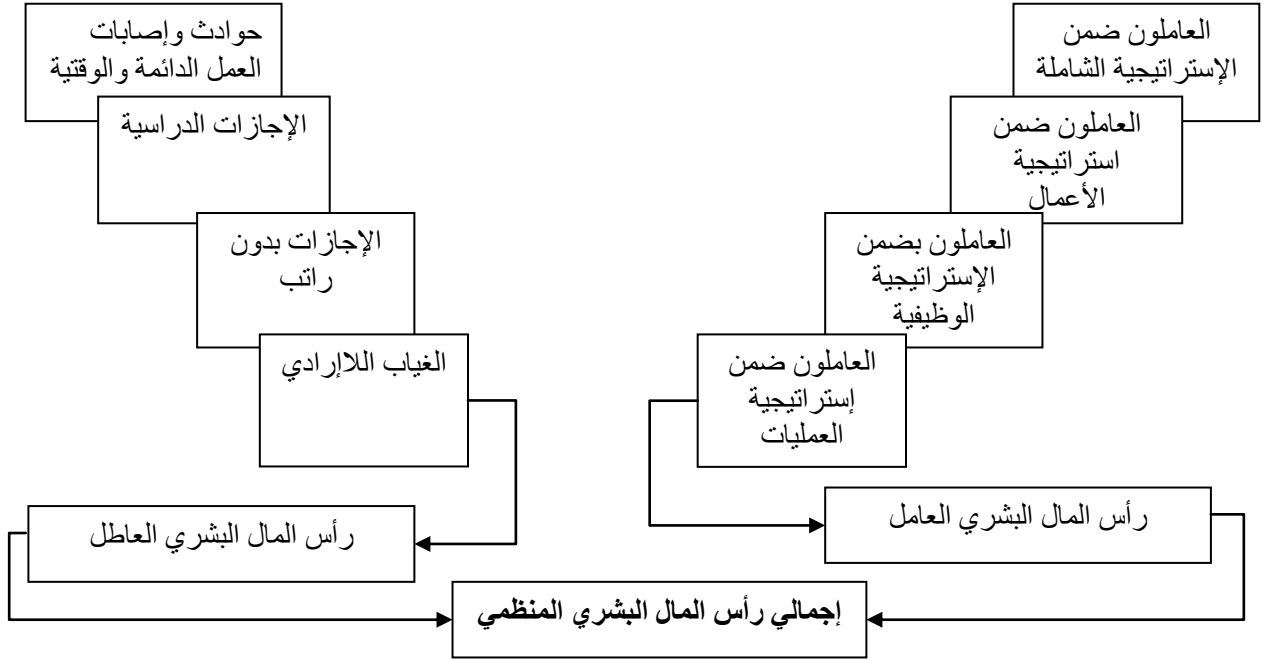 العاملون ضمن
الإستراتيجية الشاملة
العاملون ضمن
استراتيجية
الأعمال
العاملون بضمن
الإستراتيجية
الوظيفية
العاملون ضمن
إستراتيجية
العمليات
رأس المال البشري العامل
حوادث وإصابات
العمل الدائمة والوقتية
الإجازات الدراسية
الإجازات بدون
راتب
الغياب اللاإرادي
رأس المال البشري العاطل
إجمالي رأس المال البشري المنظمي